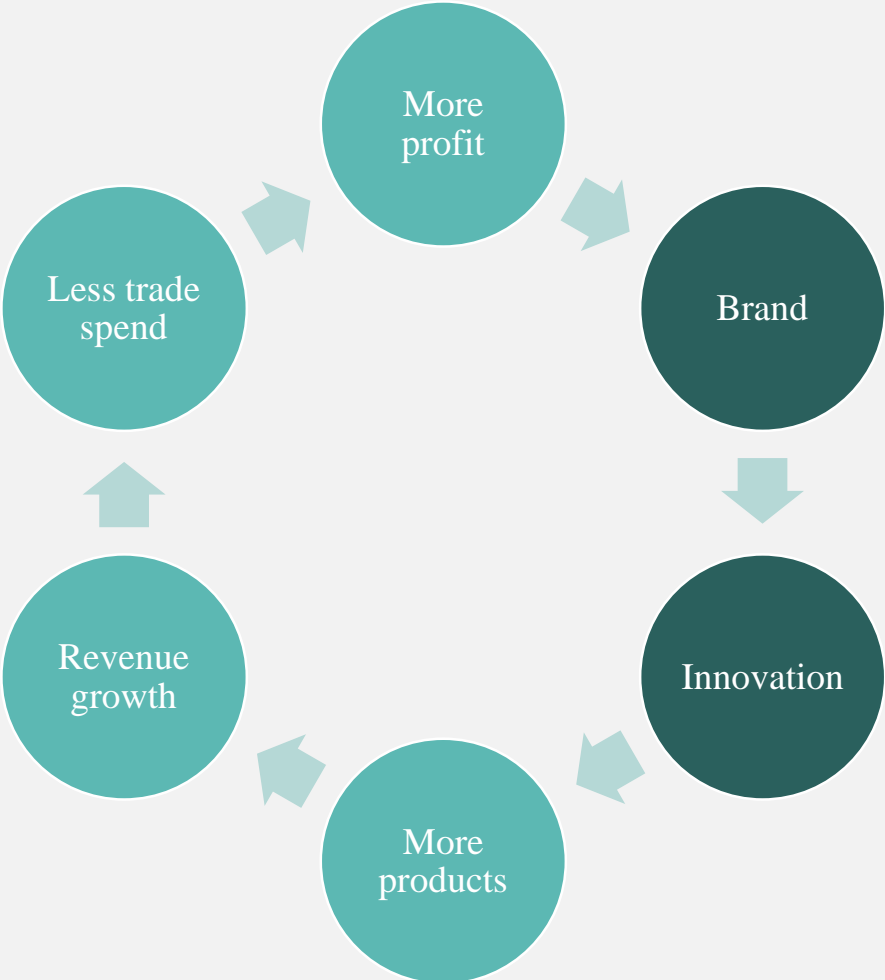 More
profit
Less trade
spend
Brand
Revenue
growth
Innovation
More
products